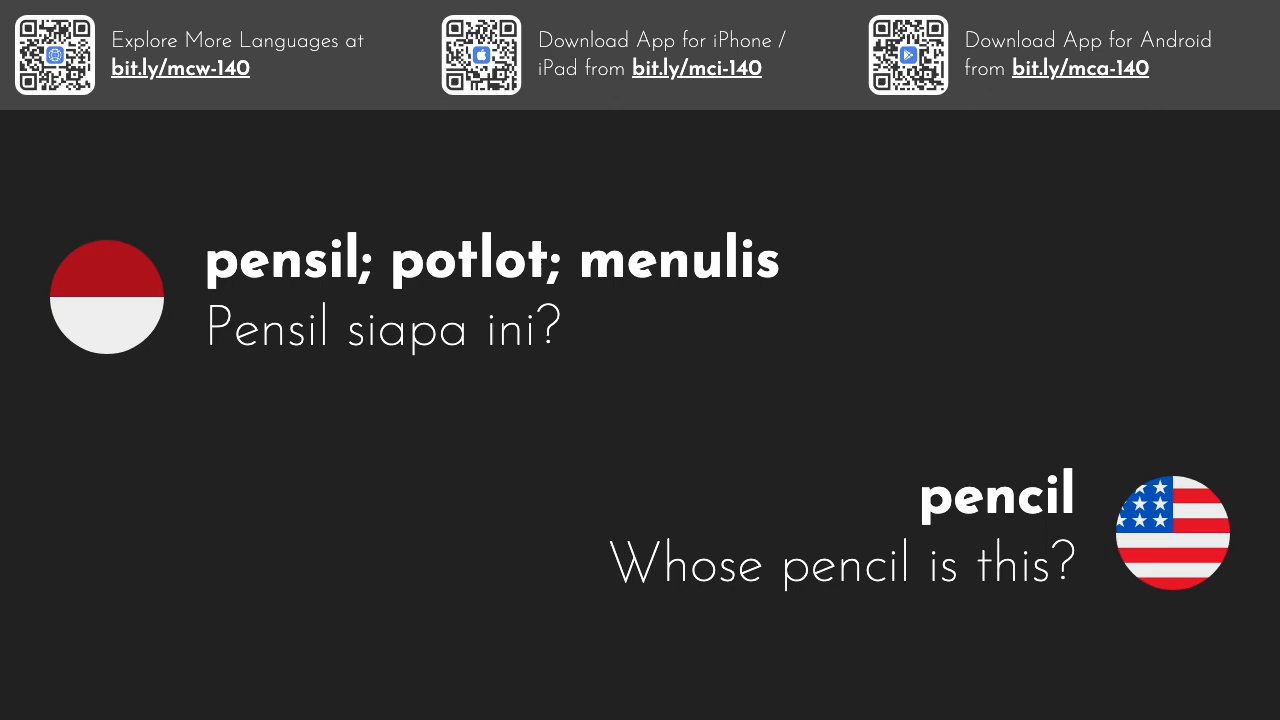 Explore More Languages at
bit.ly/mcw-140
Download App for iPhone /
iPad from bit.ly/mci-140
Download App for Android
from bit.ly/mca-140
pensil; potlot; menulis
Pensil siapa ini?
pencil
Whose pencil is this?